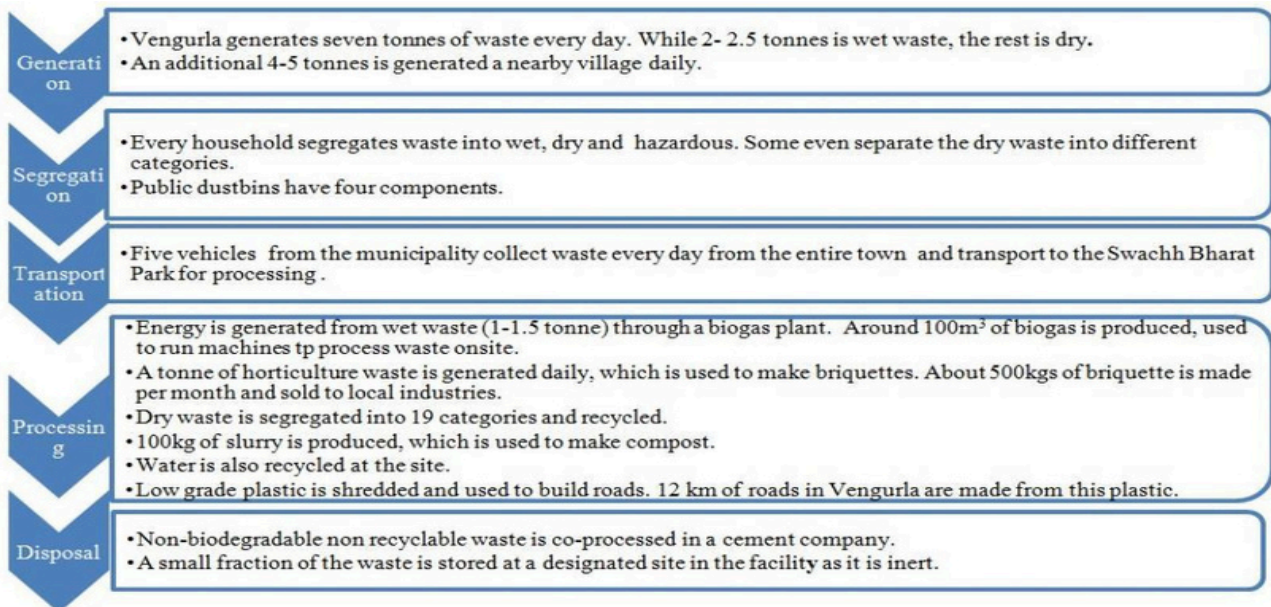 Generati
on
•Vengurla generates seven tonnes of waste every day. While 2- 2.5 tonnes is wet waste, the rest is dry.
•An additional 4-5 tonnes is generated a nearby village daily.
Segregati
on
•Every household segregates waste into wet, dry and hazardous. Some even separate the dry waste into different
categories.
•Public dustbins have four components.
Transport
ation
•Five vehicles from the municipality collect waste every day from the entire town and transport to the Swachh Bharat
Park for processing .
Processin
g
•Energy is generated from wet waste (1-1.5 tonne) through a biogas plant. Around 100m³ of biogas is produced, used
to run machines tp process waste onsite.
•A tonne of horticulture waste is generated daily, which is used to make briquettes. About 500kgs of briquette is made
per month and sold to local industries.
•Dry waste is segregated into 19 categories and recycled.
•100kg of slurry is produced, which is used to make compost.
•Water is also recycled at the site.
•Low grade plastic is shredded and used to build roads. 12 km of roads in Vengurla are made from this plastic.
Disposal
•Non-biodegradable non recyclable waste is co-processed in a cement company.
•A small fraction of the waste is stored at a designated site in the facility as it is inert.